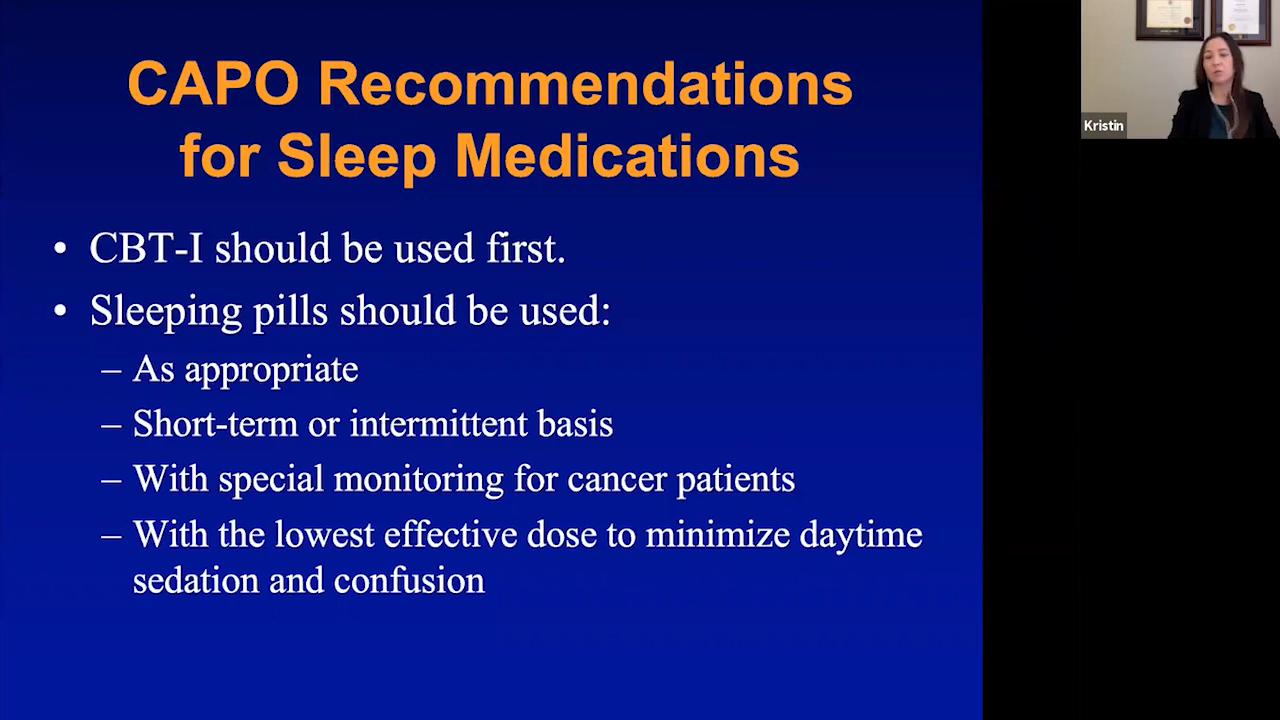 CAPO Recommendations
for Sleep Medications
• CBT-I should be used first.
• Sleeping pills should be used:
– As appropriate
– Short-term or intermittent basis
– With special monitoring for cancer patients
– With the lowest effective dose to minimize daytime
sedation and confusion
Kristin